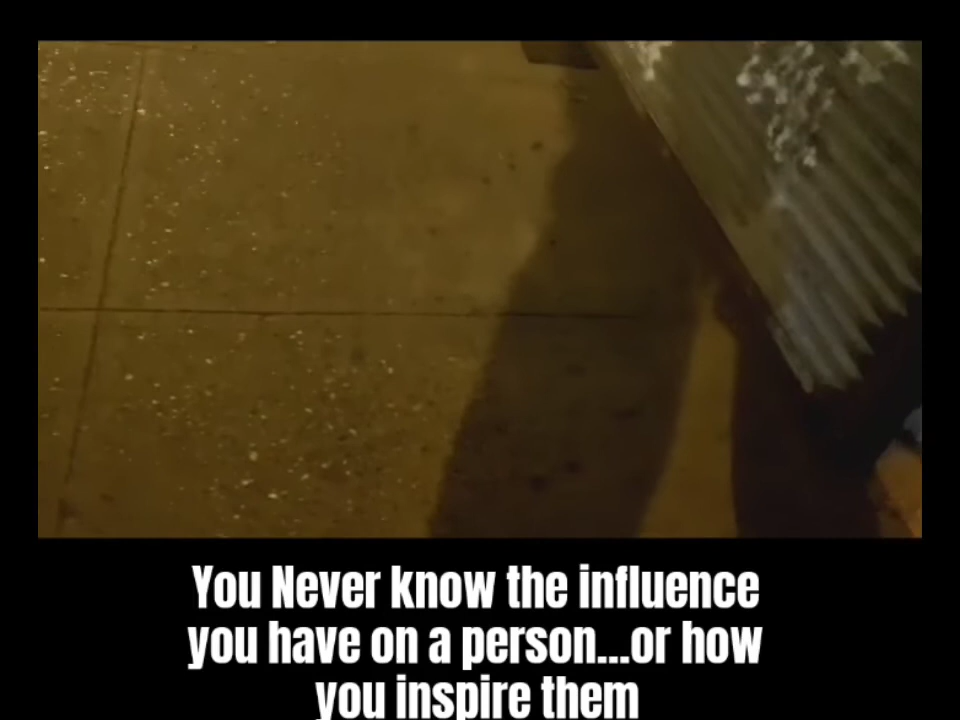 You Never know the influence
you have on a person...or how
you inspire them